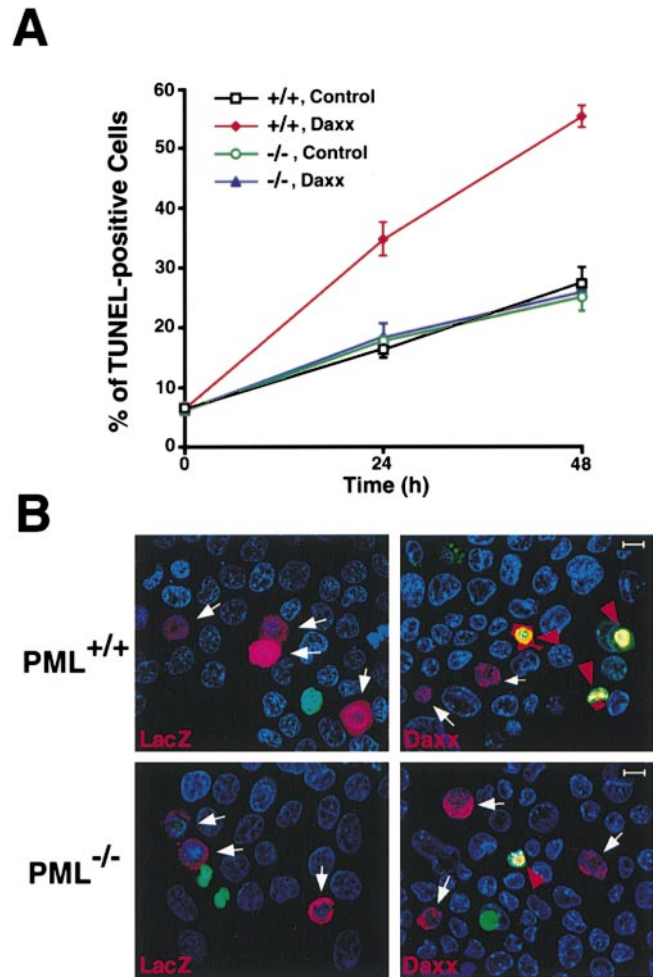 A
% of TUNEL-positive Cells
60
50
40
30
20
10
0
+/+, Control
+/+, Daxx
-/-, Control
-/-, Daxx
0 24 48
Time (h)
B
PML+/+
LacZ
Daxx
PML-/-
LacZ
Daxx